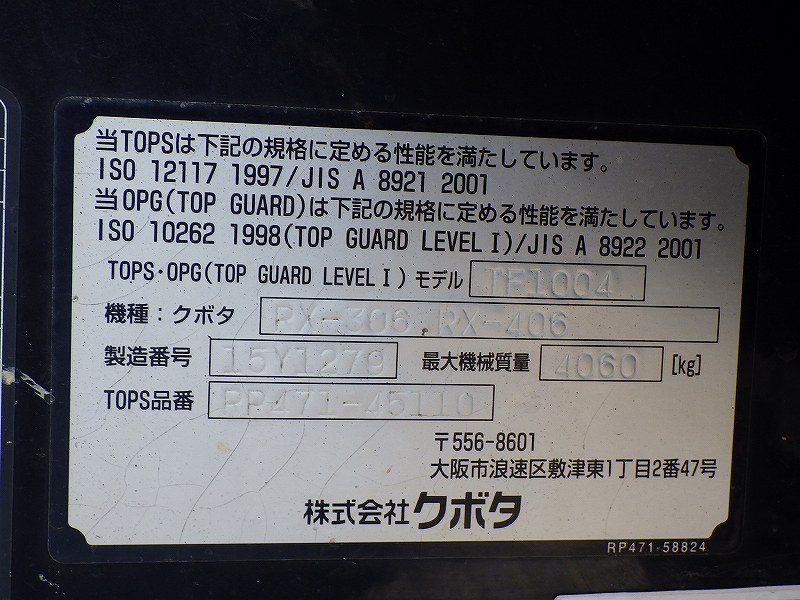 当TOPSは下記の規格に定める性能を満たしています。
ISO 12117 1997/JIS A 8921 2001
当OPG(TOP GUARD)は下記の規格に定める性能を満たしています。
ISO 10262 1998(TOP GUARD LEVELⅠ)/JIS A 8922 2001
TOPS・OPG(TOP GUARD LEVELⅠ) モデル TFI004
機種：クボタ RX-306,RX-406
製造番号 15Y1279 最大機械質量 4060 [kg]
TOPS品番 RP471-45110
〒556-8601
大阪市浪速区敷津東1丁目2番47号
株式会社クボタ
RP471-58824